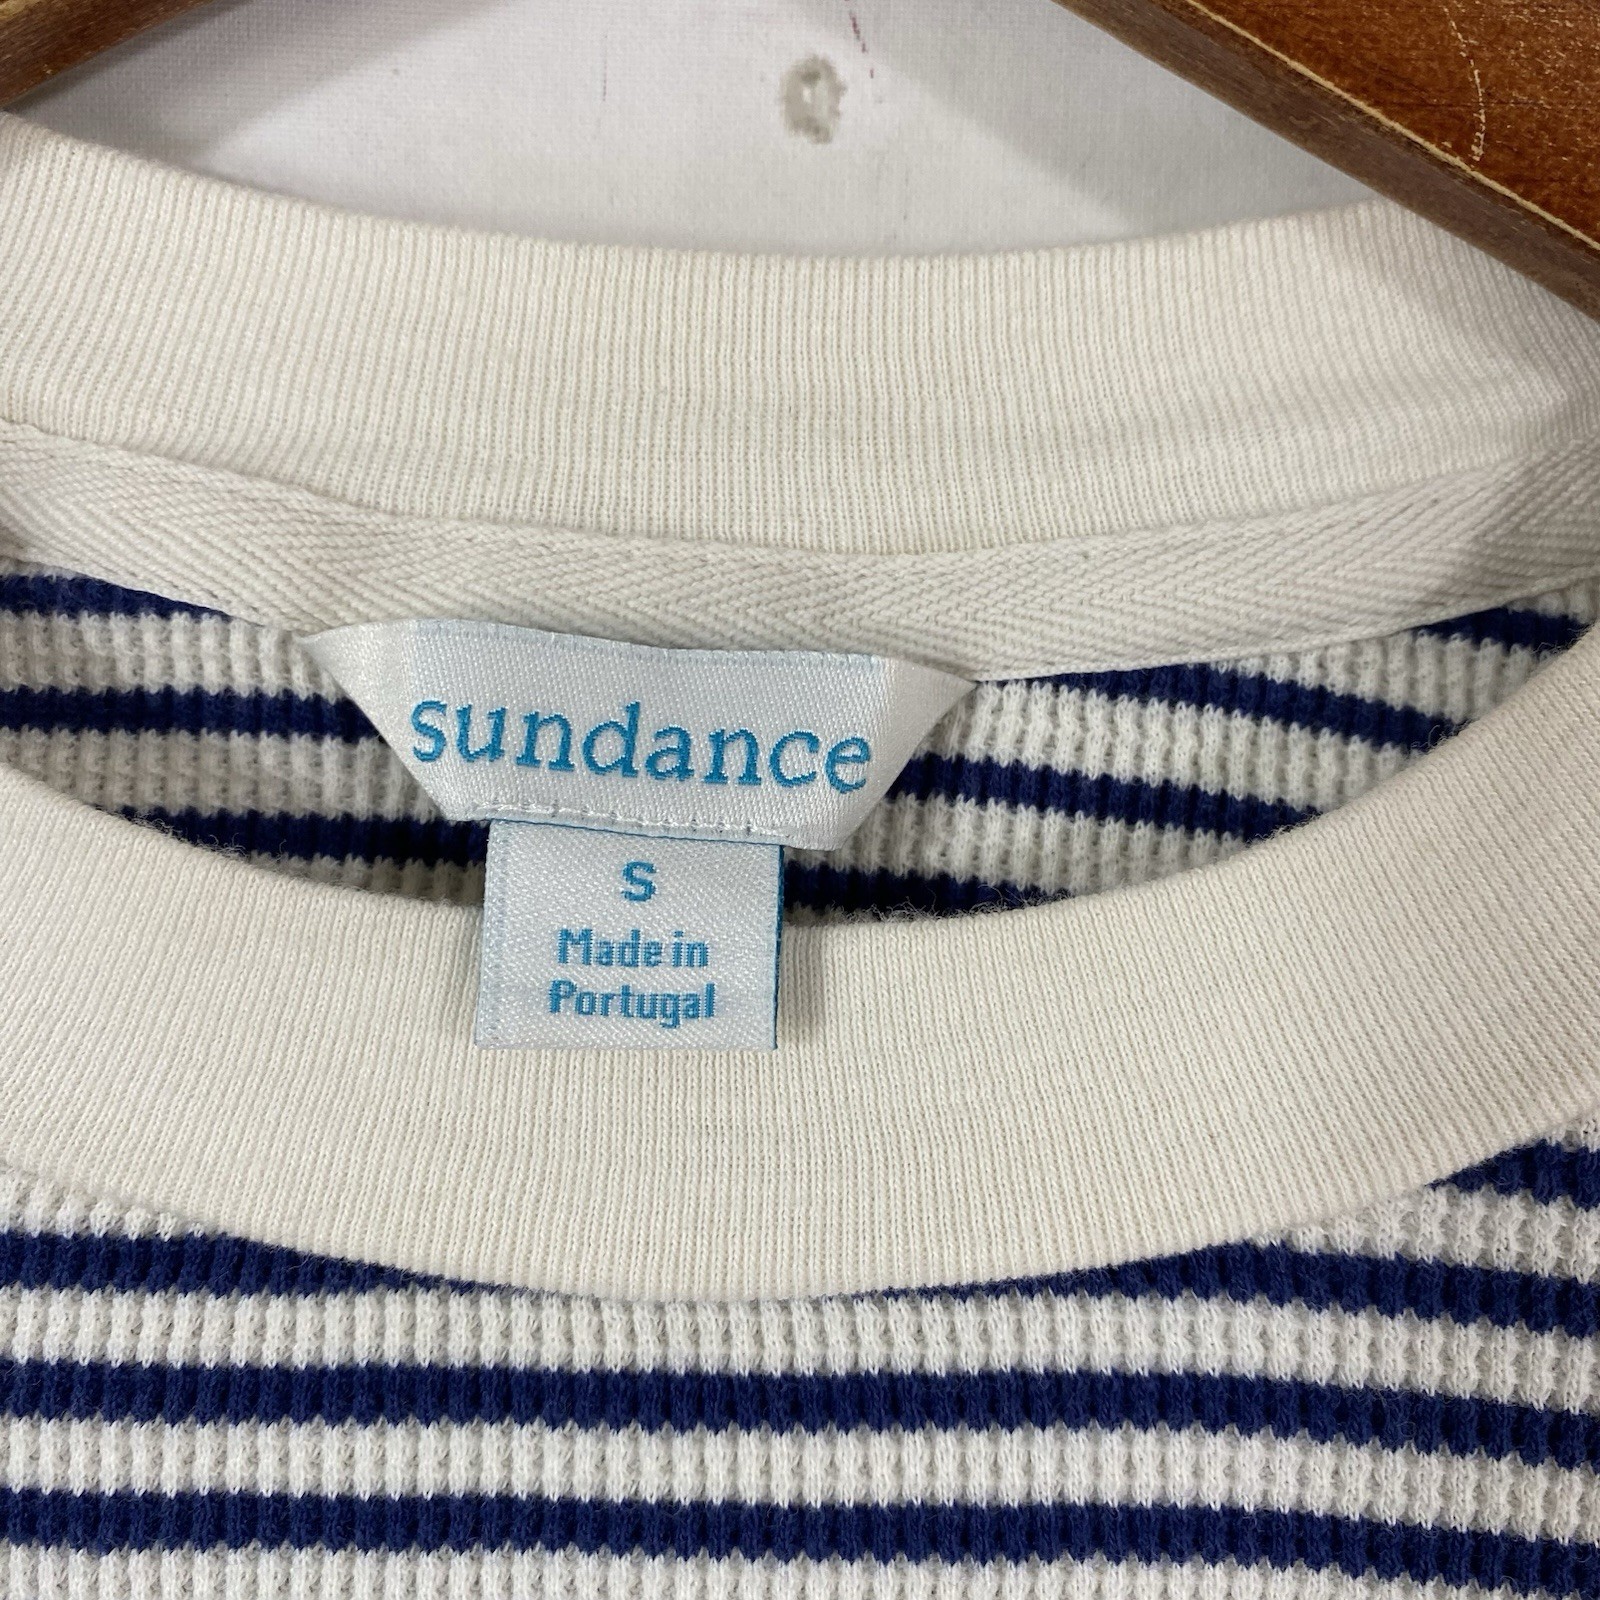 sundance
S
Made in
Portugal